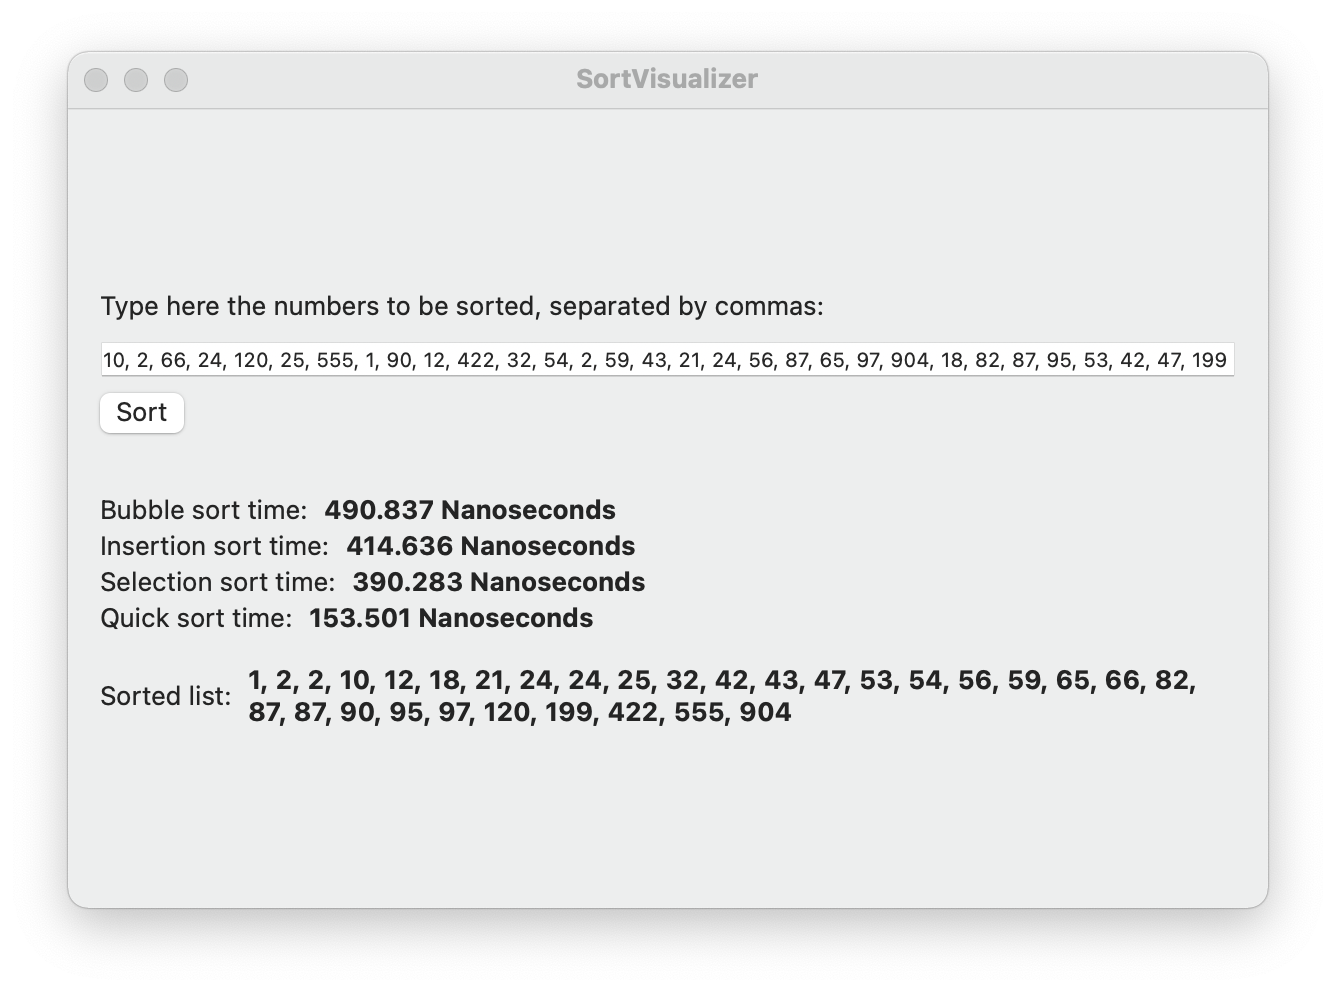 SortVisualizer
Type here the numbers to be sorted, separated by commas:
10, 2, 66, 24, 120, 25, 555, 1, 90, 12, 422, 32, 54, 2, 59, 43, 21, 24, 56, 87, 65, 97, 904, 18, 82, 87, 95, 53, 42, 47, 199
Sort
Bubble sort time: 490.837 Nanoseconds
Insertion sort time: 414.636 Nanoseconds
Selection sort time: 390.283 Nanoseconds
Quick sort time: 153.501 Nanoseconds
Sorted list: 1, 2, 2, 10, 12, 18, 21, 24, 24, 25, 32, 42, 43, 47, 53, 54, 56, 59, 65, 66, 82,
87, 87, 90, 95, 97, 120, 199, 422, 555, 904